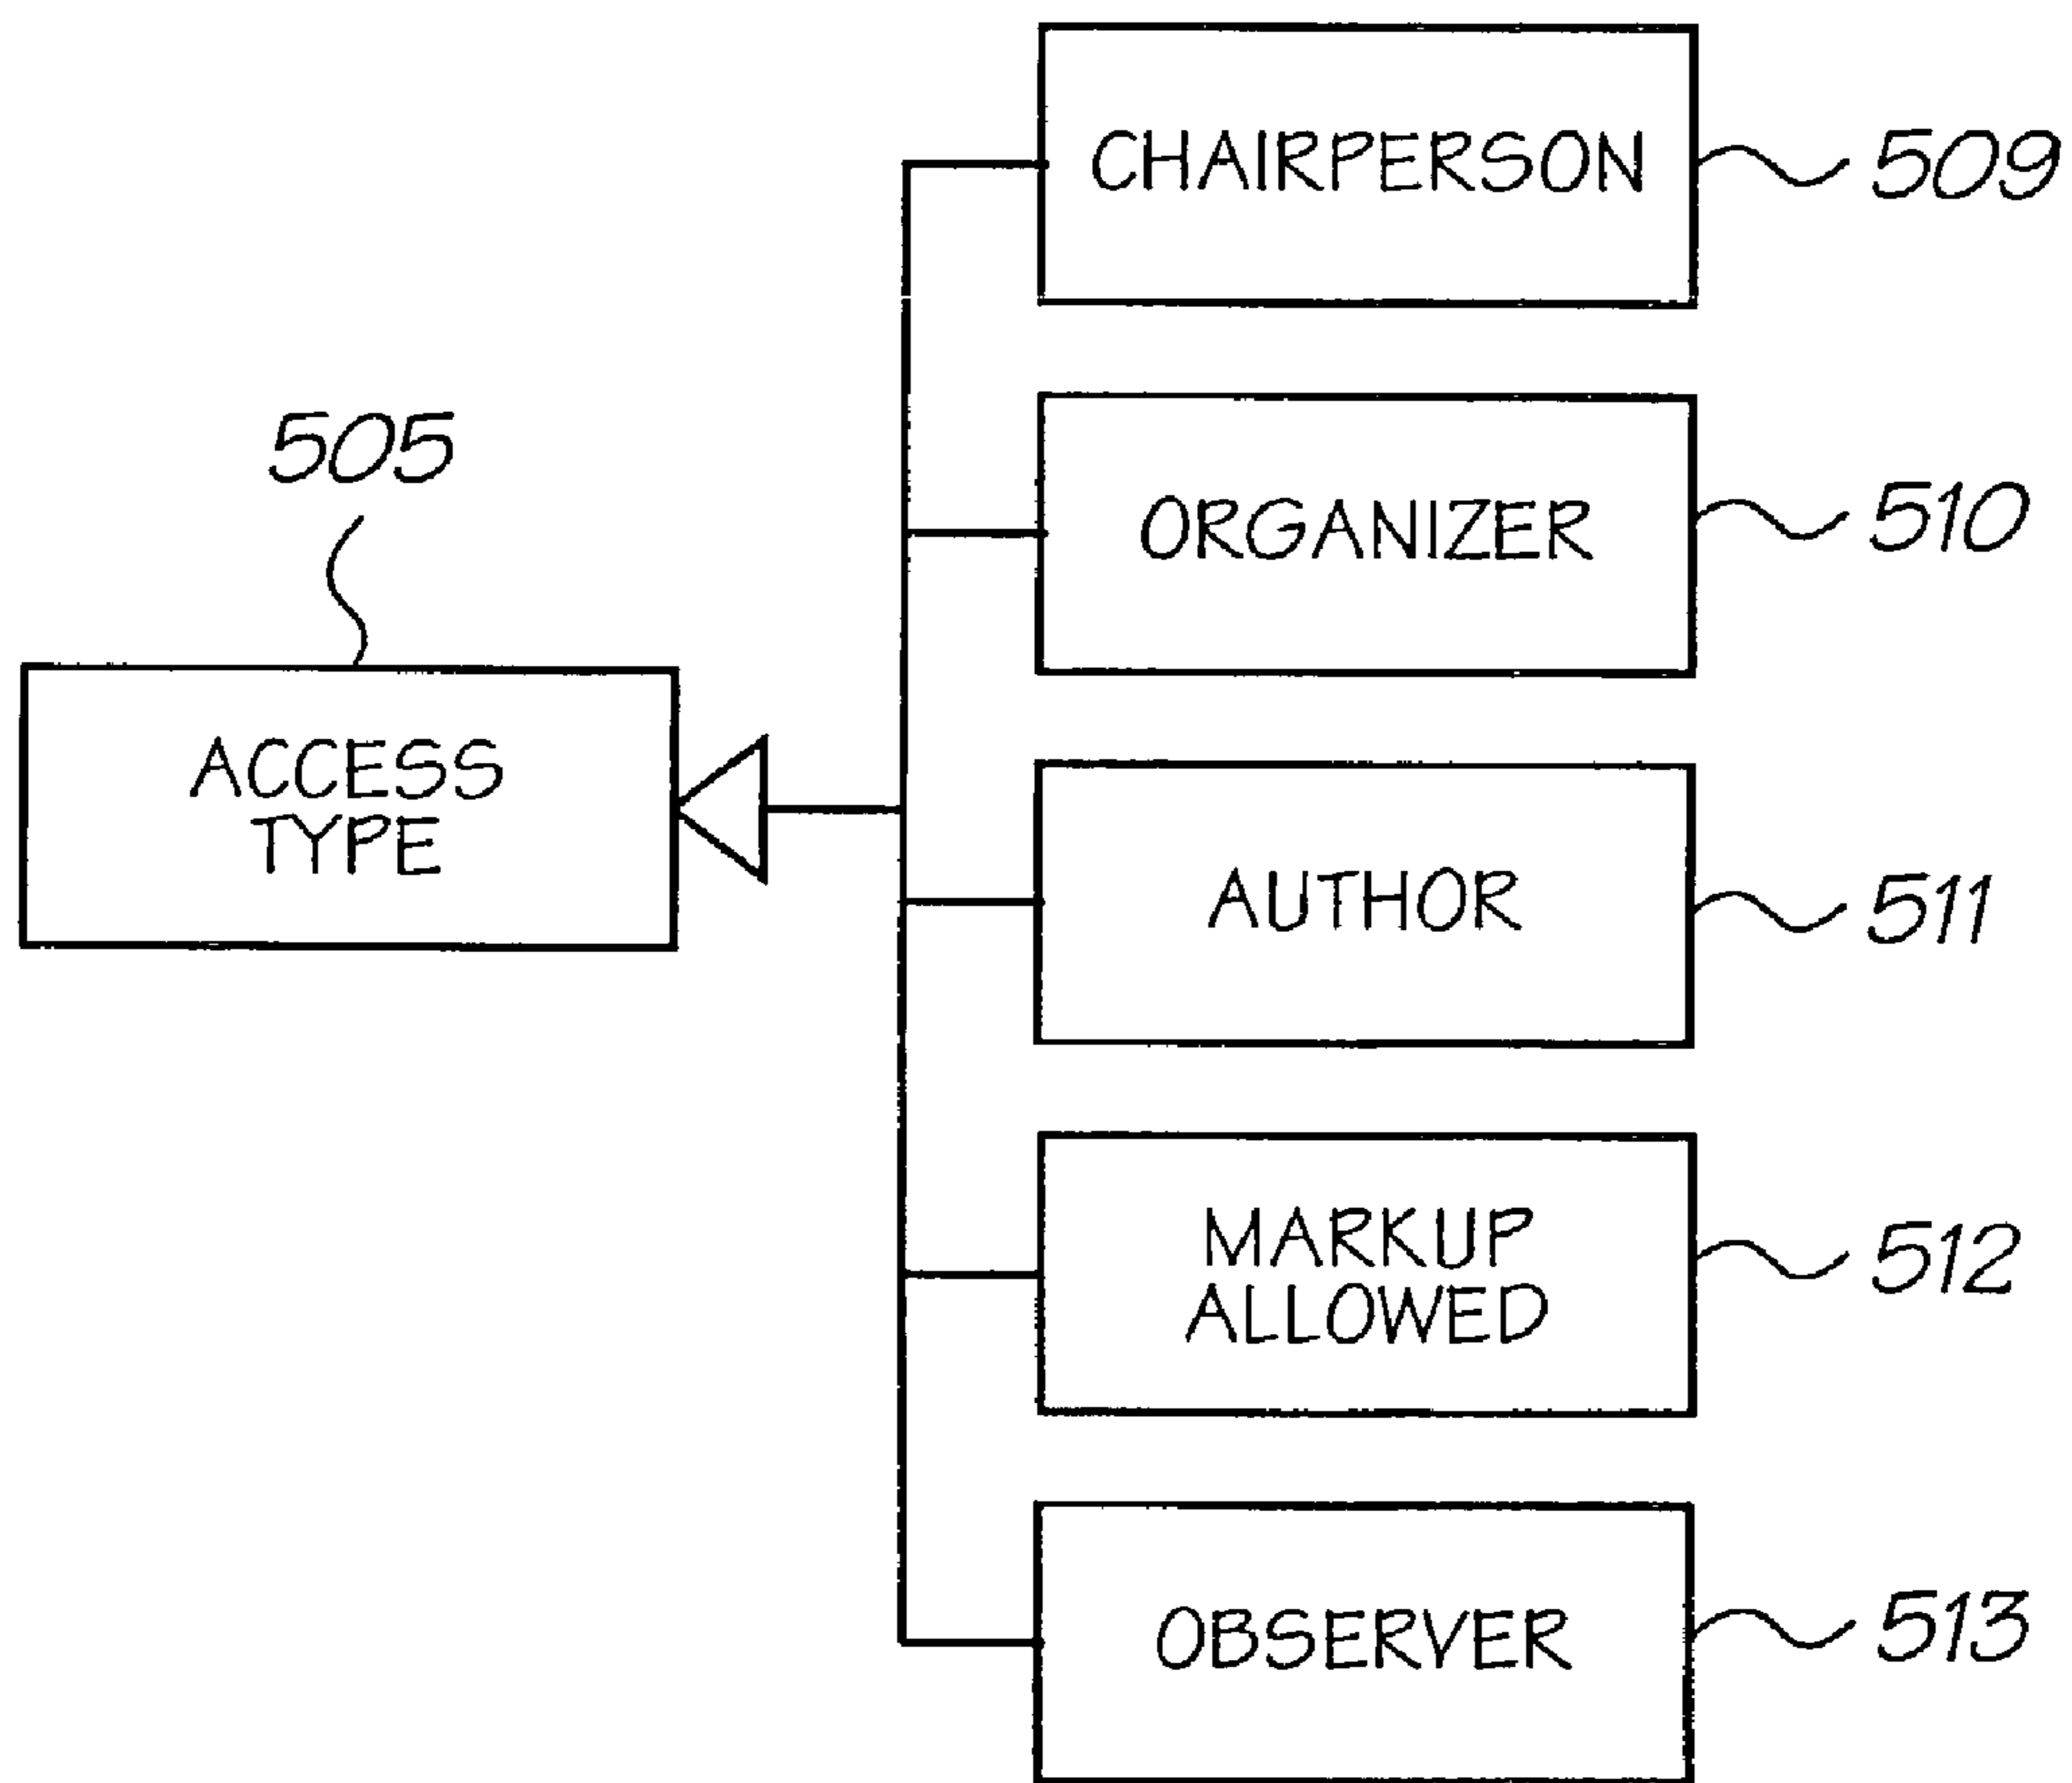 CHAIRPERSON
509
ORGANIZER
510
505
ACCESS
TYPE
AUTHOR
511
MARKUP
ALLOWED
512
OBSERVER
513